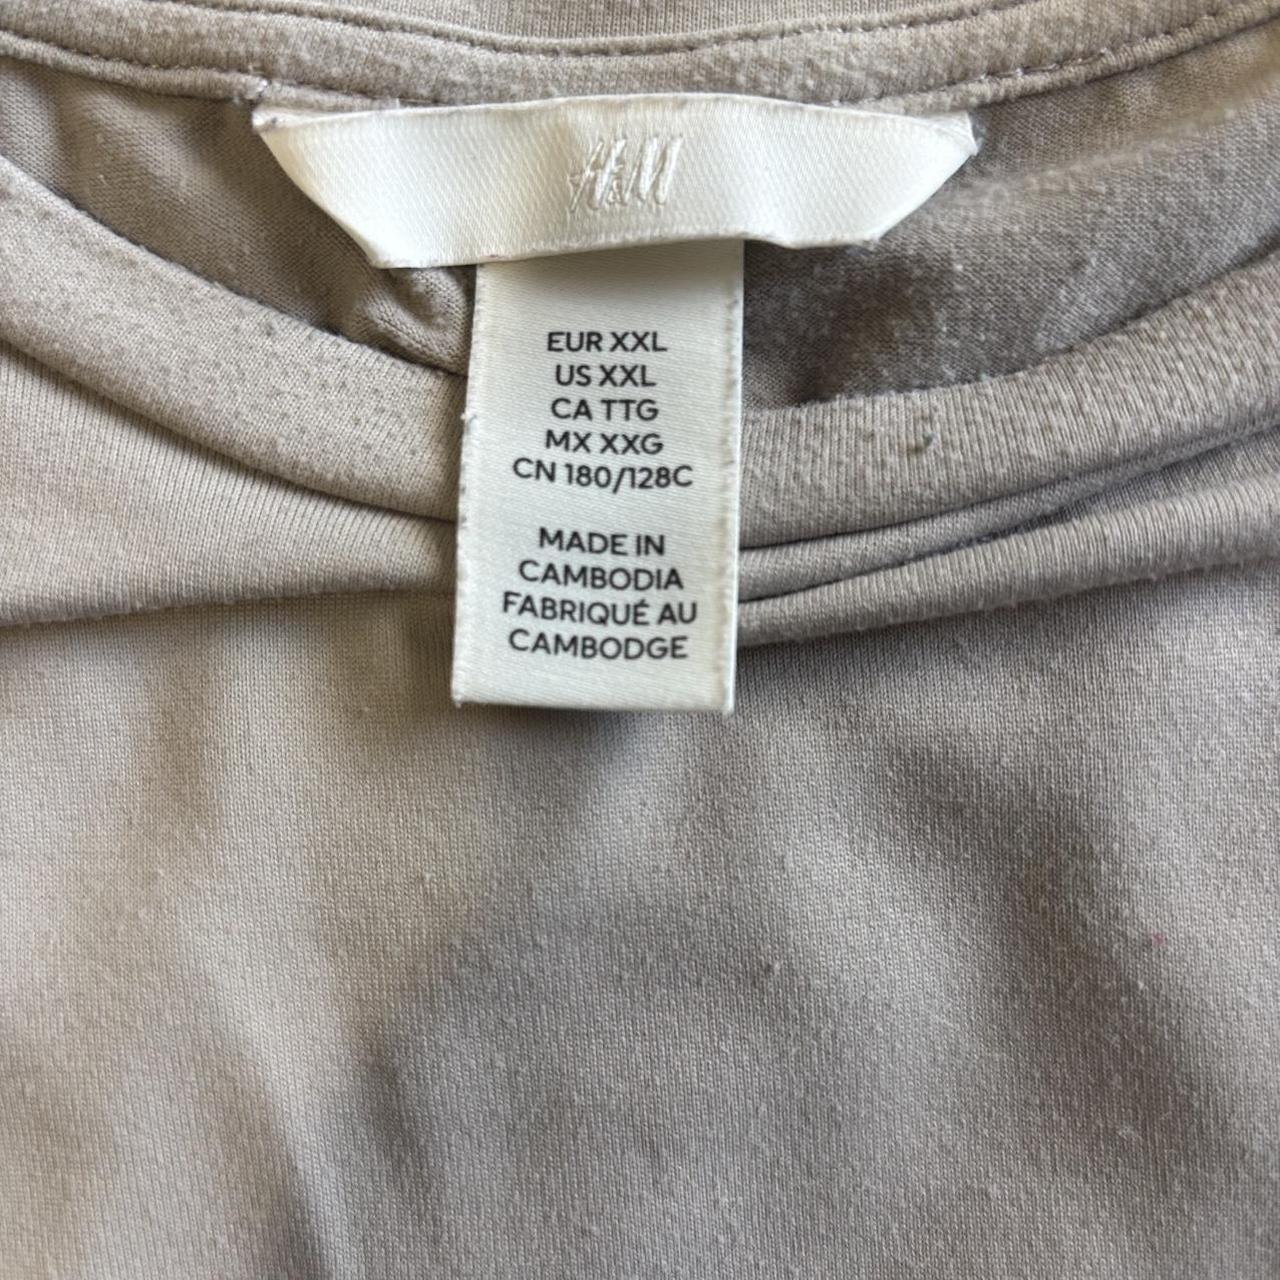 H&M
EUR XXL
US XXL
CA TTG
MX XXG
CN 180/128C
MADE IN
CAMBODIA
FABRIQUÉ AU
CAMBODGE